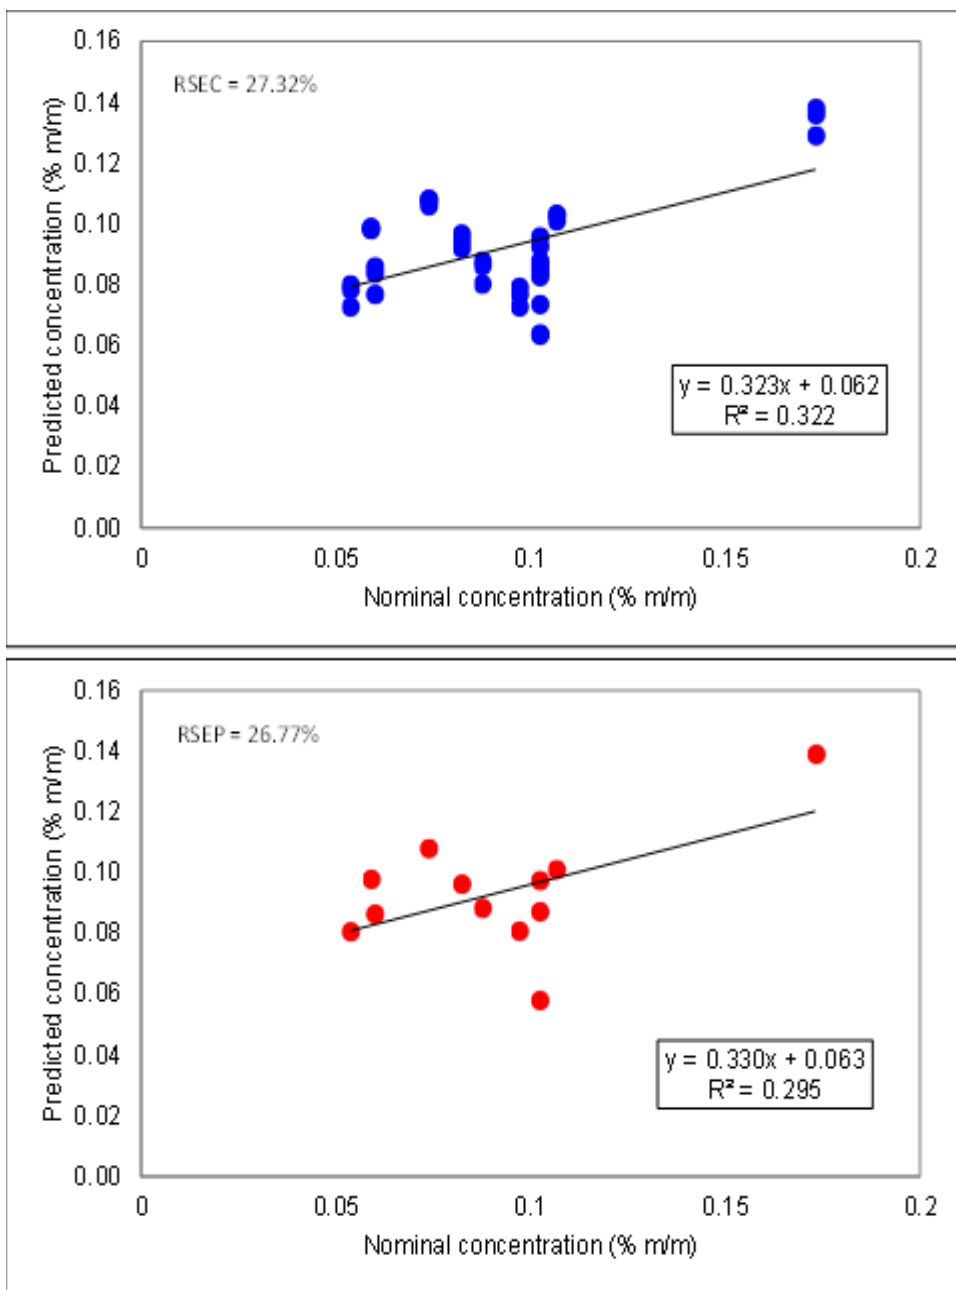 0.16
RSEC = 27.32%
0.14
0.12
0.10
0.08
0.06
0.04
0.02
0.00
Predicted concentration (% m/m)
y = 0.323x + 0.062
R² = 0.322
0
0.05
0.1
0.15
0.2
Nominal concentration (% m/m)
0.16
RSEP = 26.77%
0.14
0.12
0.10
0.08
0.06
0.04
0.02
0.00
Predicted concentration (% m/m)
y = 0.330x + 0.063
R² = 0.295
0
0.05
0.1
0.15
0.2
Nominal concentration (% m/m)